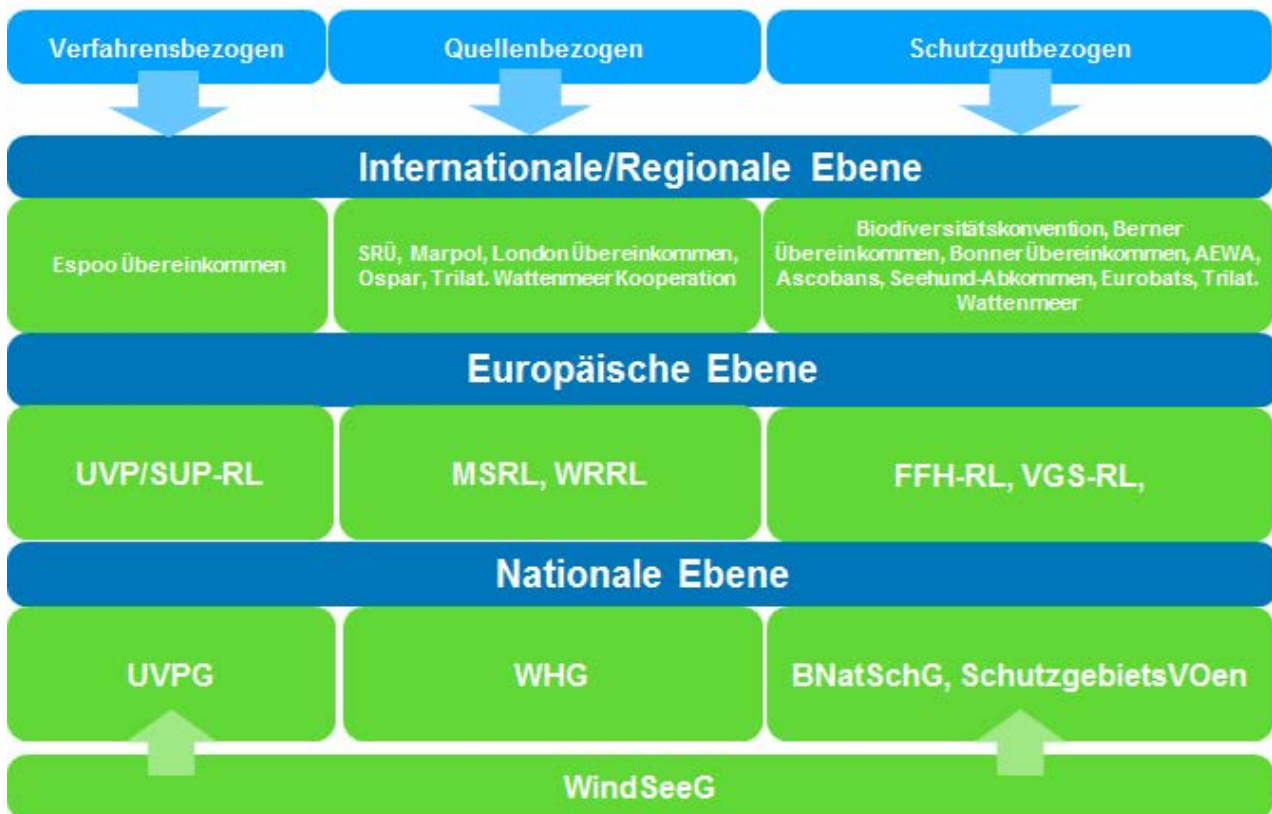 Verfahrensbezogen
Quellenbezogen
Schutzgutbezogen
Internationale/Regionale Ebene
Espoo Übereinkommen
SRÜ, Marpol, London Übereinkommen,
Ospar, Trilat. Wattenmeer Kooperation
Biodiversitätskonvention, Berner
Übereinkommen, Bonner Übereinkommen, AEWA,
Ascobans, Seehund-Abkommen, Eurobats, Trilat.
Wattenmeer
Europäische Ebene
UVP/SUP-RL
MSRL, WRRL
FFH-RL, VGS-RL,
Nationale Ebene
UVPG
WHG
BNatSchG, SchutzgebietsVOen
WindSeeG